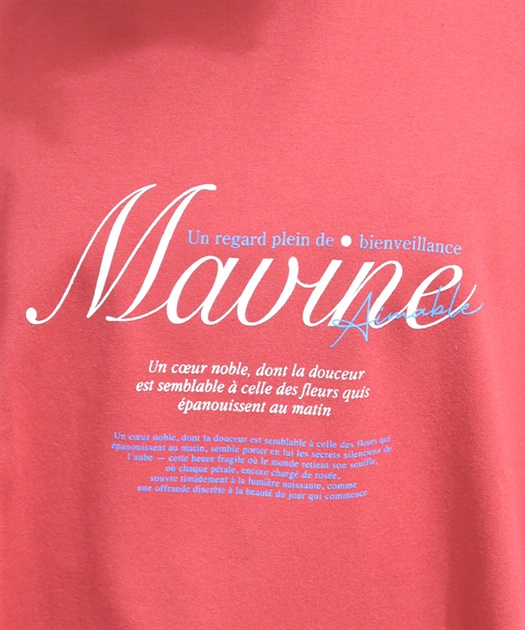 Un regard plein de • bienveillance
Mavine
Aimable
Un cœur noble, dont la douceur
est semblable à celle des fleurs quis
épanouissent au matin
Un cœur noble, dont la douceur est semblable à celle des fleurs qui
épanouissent au matin, semble porter en lui les secrets silencieux de
l'aube — cette heure fragile où le monde retient son souffle,
où chaque pétale, encore chargé de rosée,
souvre timidement à la lumière naissante, comme
une offrande discrète à la beauté du jour qui commence